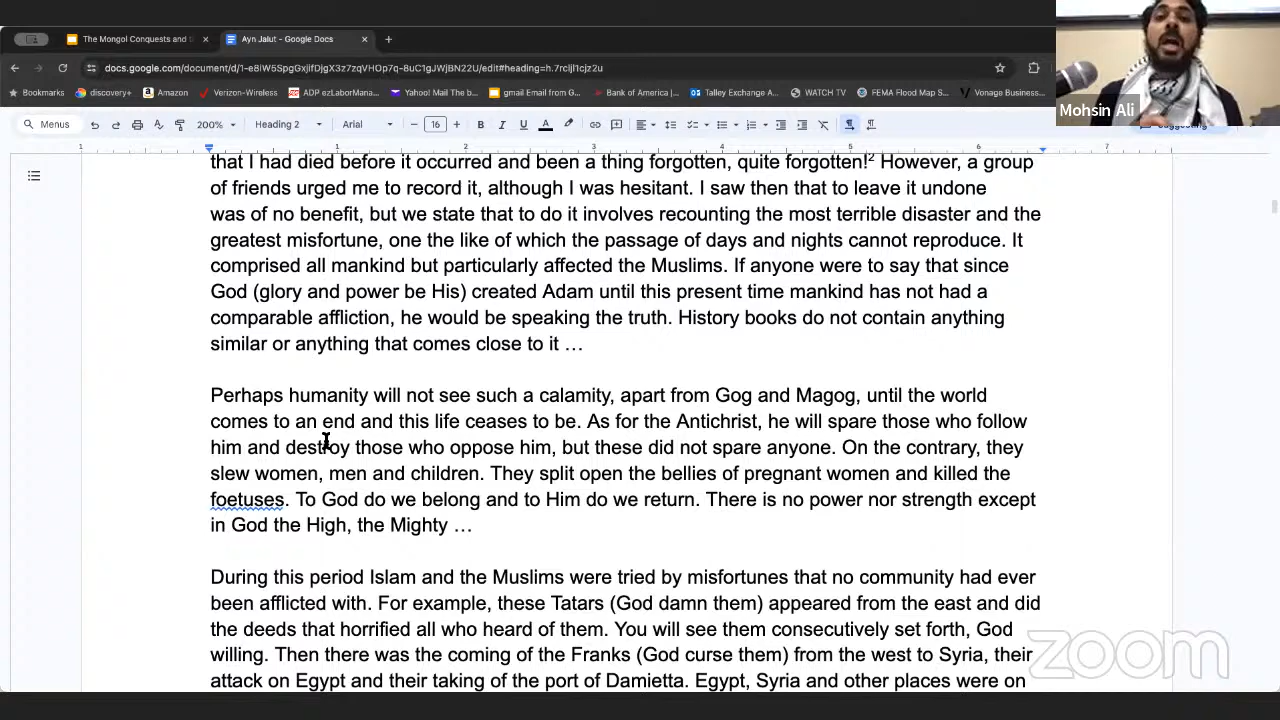 The Mongol Conquests and t
Ayn Jalut - Google Docs
docs.google.com/document/d/1-e8IW5SpgGxjifDjgX3z7zqVHOp7q-8uC1gJWjBN22U/edit#heading=h.7rcljl1cjz2u
Bookmarks discovery+ Amazon Verizon-Wireless ADP ezLaborMana... Yahoo! Mail The b... gmail Email from G... Bank of America |... Talley Exchange A... WATCH TV FEMA Flood Map S... Vonage Business...
Mohsin Ali
Menus 200% Heading 2 Arial 16 B I U A
1 1 2 3 4 5 6 7
that I had died before it occurred and been a thing forgotten, quite forgotten!2 However, a group
of friends urged me to record it, although I was hesitant. I saw then that to leave it undone
was of no benefit, but we state that to do it involves recounting the most terrible disaster and the
greatest misfortune, one the like of which the passage of days and nights cannot reproduce. It
comprised all mankind but particularly affected the Muslims. If anyone were to say that since
God (glory and power be His) created Adam until this present time mankind has not had a
comparable affliction, he would be speaking the truth. History books do not contain anything
similar or anything that comes close to it …
Perhaps humanity will not see such a calamity, apart from Gog and Magog, until the world
comes to an end and this life ceases to be. As for the Antichrist, he will spare those who follow
him and destroy those who oppose him, but these did not spare anyone. On the contrary, they
slew women, men and children. They split open the bellies of pregnant women and killed the
foetuses. To God do we belong and to Him do we return. There is no power nor strength except
in God the High, the Mighty …
During this period Islam and the Muslims were tried by misfortunes that no community had ever
been afflicted with. For example, these Tatars (God damn them) appeared from the east and did
the deeds that horrified all who heard of them. You will see them consecutively set forth, God
willing. Then there was the coming of the Franks (God curse them) from the west to Syria, their
attack on Egypt and their taking of the port of Damietta. Egypt, Syria and other places were on
zoom